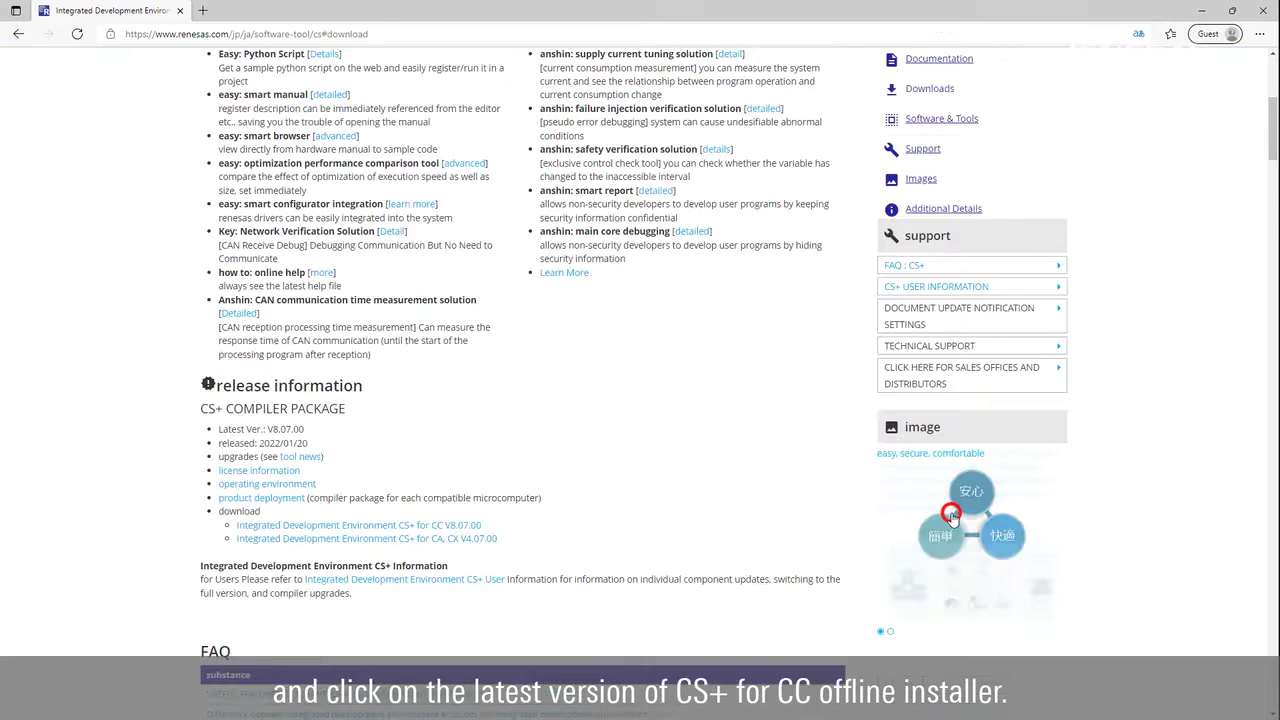 Integrated Development Environ
https://www.renesas.com/jp/ja/software-tool/cs#download
Guest
Easy: Python Script [Details]
Get a sample python script on the web and easily register/run it in a
project
easy: smart manual [detailed]
register description can be immediately referenced from the editor
etc., saving you the trouble of opening the manual
easy: smart browser [advanced]
view directly from hardware manual to sample code
easy: optimization performance comparison tool [advanced]
compare the effect of optimization of execution speed as well as
size, set immediately
easy: smart configurator integration [learn more]
renesas drivers can be easily integrated into the system
Key: Network Verification Solution [Detail]
[CAN Receive Debug] Debugging Communication But No Need to
Communicate
how to: online help [more]
always see the latest help file
Anshin: CAN communication time measurement solution
[Detailed]
[CAN reception processing time measurement] Can measure the
response time of CAN communication (until the start of the
processing program after reception)
anshin: supply current tuning solution [detail]
[current consumption measurement] you can measure the system
current and see the relationship between program operation and
current consumption change
anshin: failure injection verification solution [detailed]
[pseudo error debugging] system can cause undesifiable abnormal
conditions
anshin: safety verification solution [details]
[exclusive control check tool] you can check whether the variable has
changed to the inaccessible interval
anshin: smart report [detailed]
allows non-security developers to develop user programs by keeping
security information confidential
anshin: main core debugging [detailed]
allows non-security developers to develop user programs by hiding
security information
Learn More
release information
CS+ COMPILER PACKAGE
Latest Ver.: V8.07.00
released: 2022/01/20
upgrades (see tool news)
license information
operating environment
product deployment (compiler package for each compatible microcomputer)
download
Integrated Development Environment CS+ for CC V8.07.00
Integrated Development Environment CS+ for CA, CX V4.07.00
Integrated Development Environment CS+ Information
for Users Please refer to Integrated Development Environment CS+ User Information for information on individual component updates, switching to the
full version, and compiler upgrades.
FAQ
substance
Documentation
Downloads
Software & Tools
Support
Images
Additional Details
support
FAQ : CS+
CS+ USER INFORMATION
DOCUMENT UPDATE NOTIFICATION
SETTINGS
TECHNICAL SUPPORT
CLICK HERE FOR SALES OFFICES AND
DISTRIBUTORS
image
easy, secure, comfortable
安心
簡単
快適
and click on the latest version of CS+ for CC offline installer.